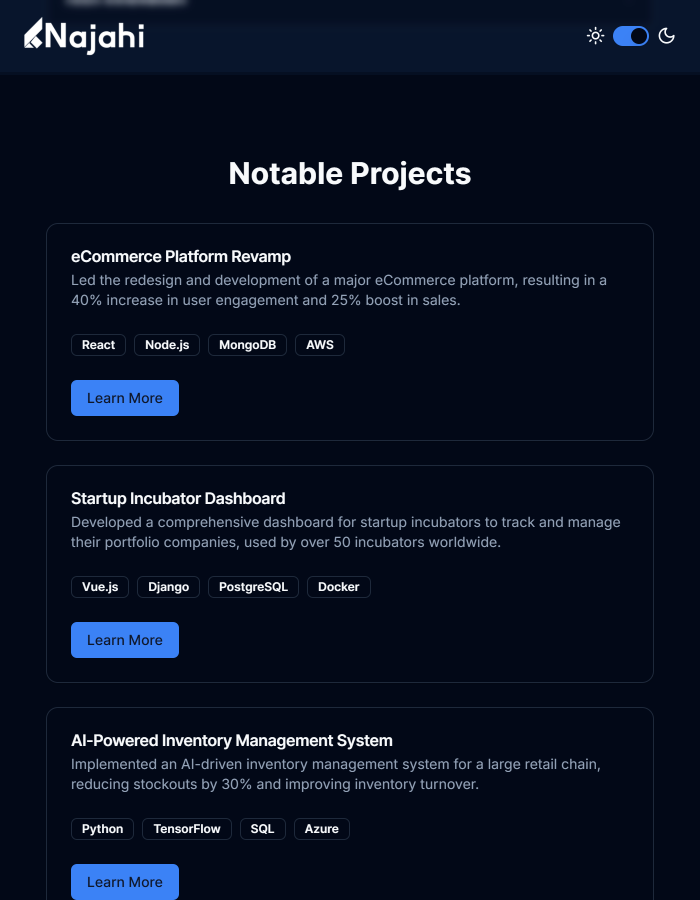 Najahi
Notable Projects
eCommerce Platform Revamp
Led the redesign and development of a major eCommerce platform, resulting in a
40% increase in user engagement and 25% boost in sales.
React Node.js MongoDB AWS
Learn More
Startup Incubator Dashboard
Developed a comprehensive dashboard for startup incubators to track and manage
their portfolio companies, used by over 50 incubators worldwide.
Vue.js Django PostgreSQL Docker
Learn More
AI-Powered Inventory Management System
Implemented an AI-driven inventory management system for a large retail chain,
reducing stockouts by 30% and improving inventory turnover.
Python TensorFlow SQL Azure
Learn More